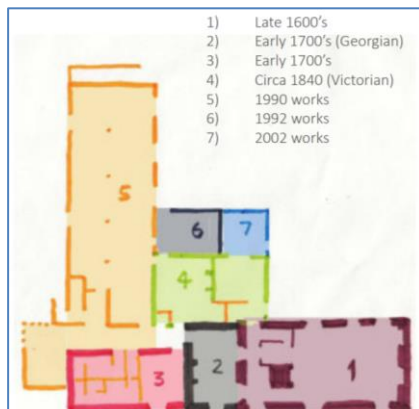 1) Late 1600's
2) Early 1700's (Georgian)
3) Early 1700's
4) Circa 1840 (Victorian)
5) 1990 works
6) 1992 works
7) 2002 works
5
6
7
4
3
2
1